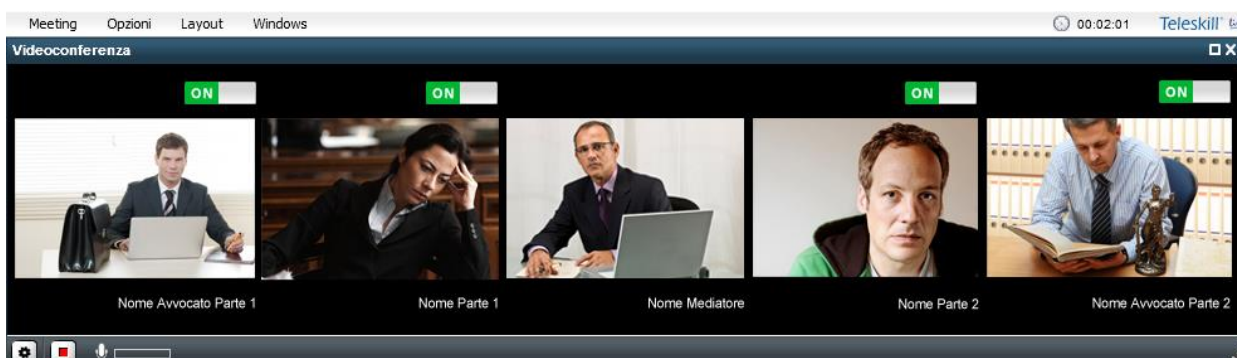 Meeting Opzioni Layout Windows 00:02:01 Teleskill
Videoconferenza
ON ON ON ON
Nome Avvocato Parte 1 Nome Parte 1 Nome Mediatore Nome Parte 2 Nome Avvocato Parte 2